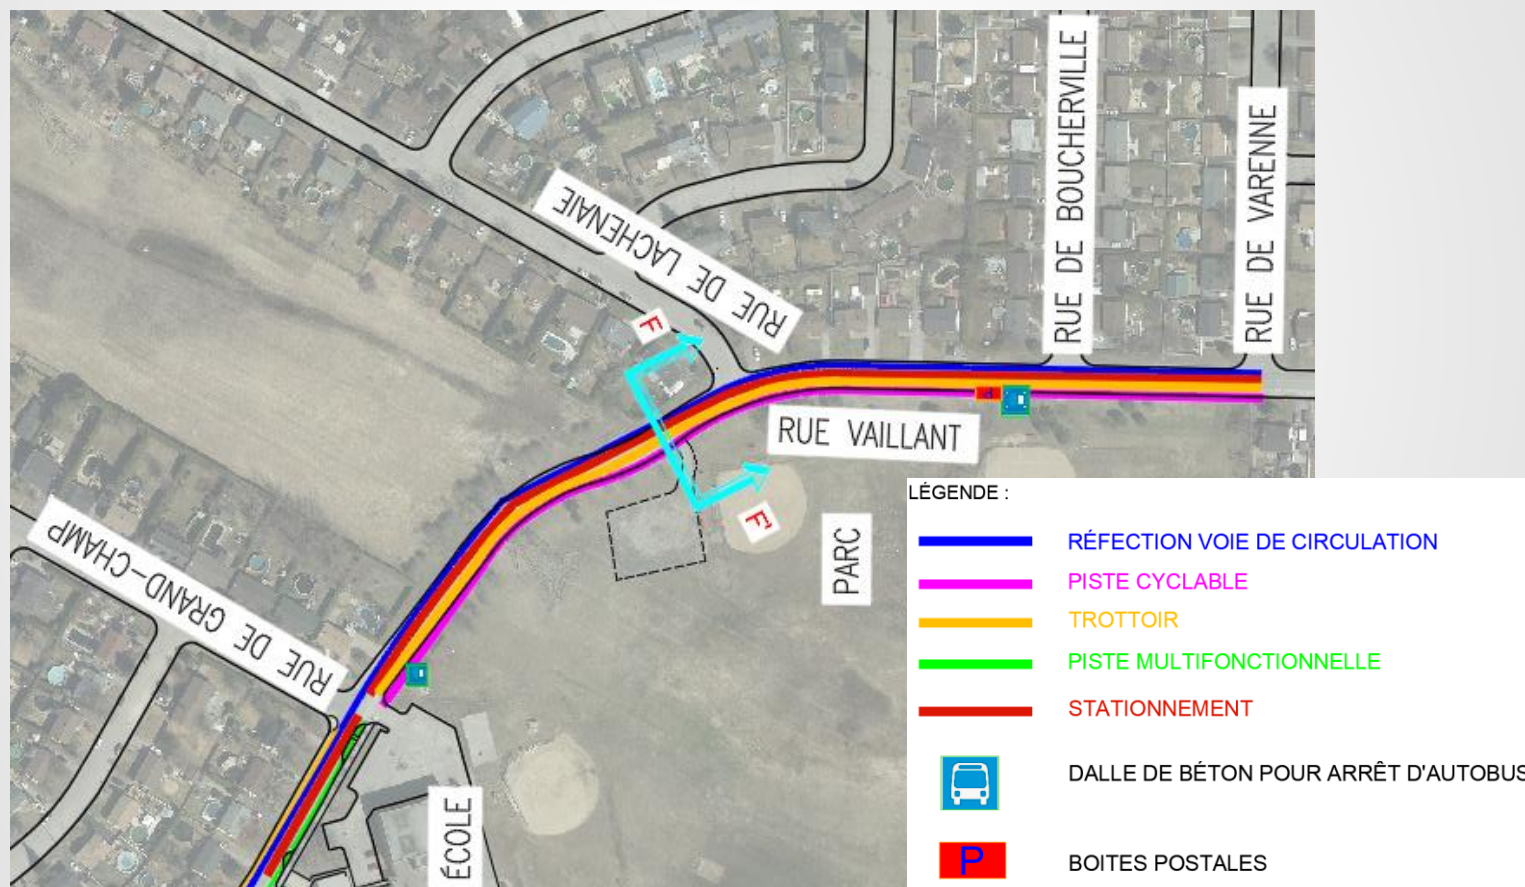 RUE DE BOUCHERVILLE
RUE DE VARENNE
RUE DE LACHENAIE
F
P
RUE VAILLANT
F'
RUE DE GRAND-CHAMP
PARC
ÉCOLE
LÉGENDE :
RÉFECTION VOIE DE CIRCULATION
PISTE CYCLABLE
TROTTOIR
PISTE MULTIFONCTIONNELLE
STATIONNEMENT
DALLE DE BÉTON POUR ARRÊT D'AUTOBUS
P BOITES POSTALES